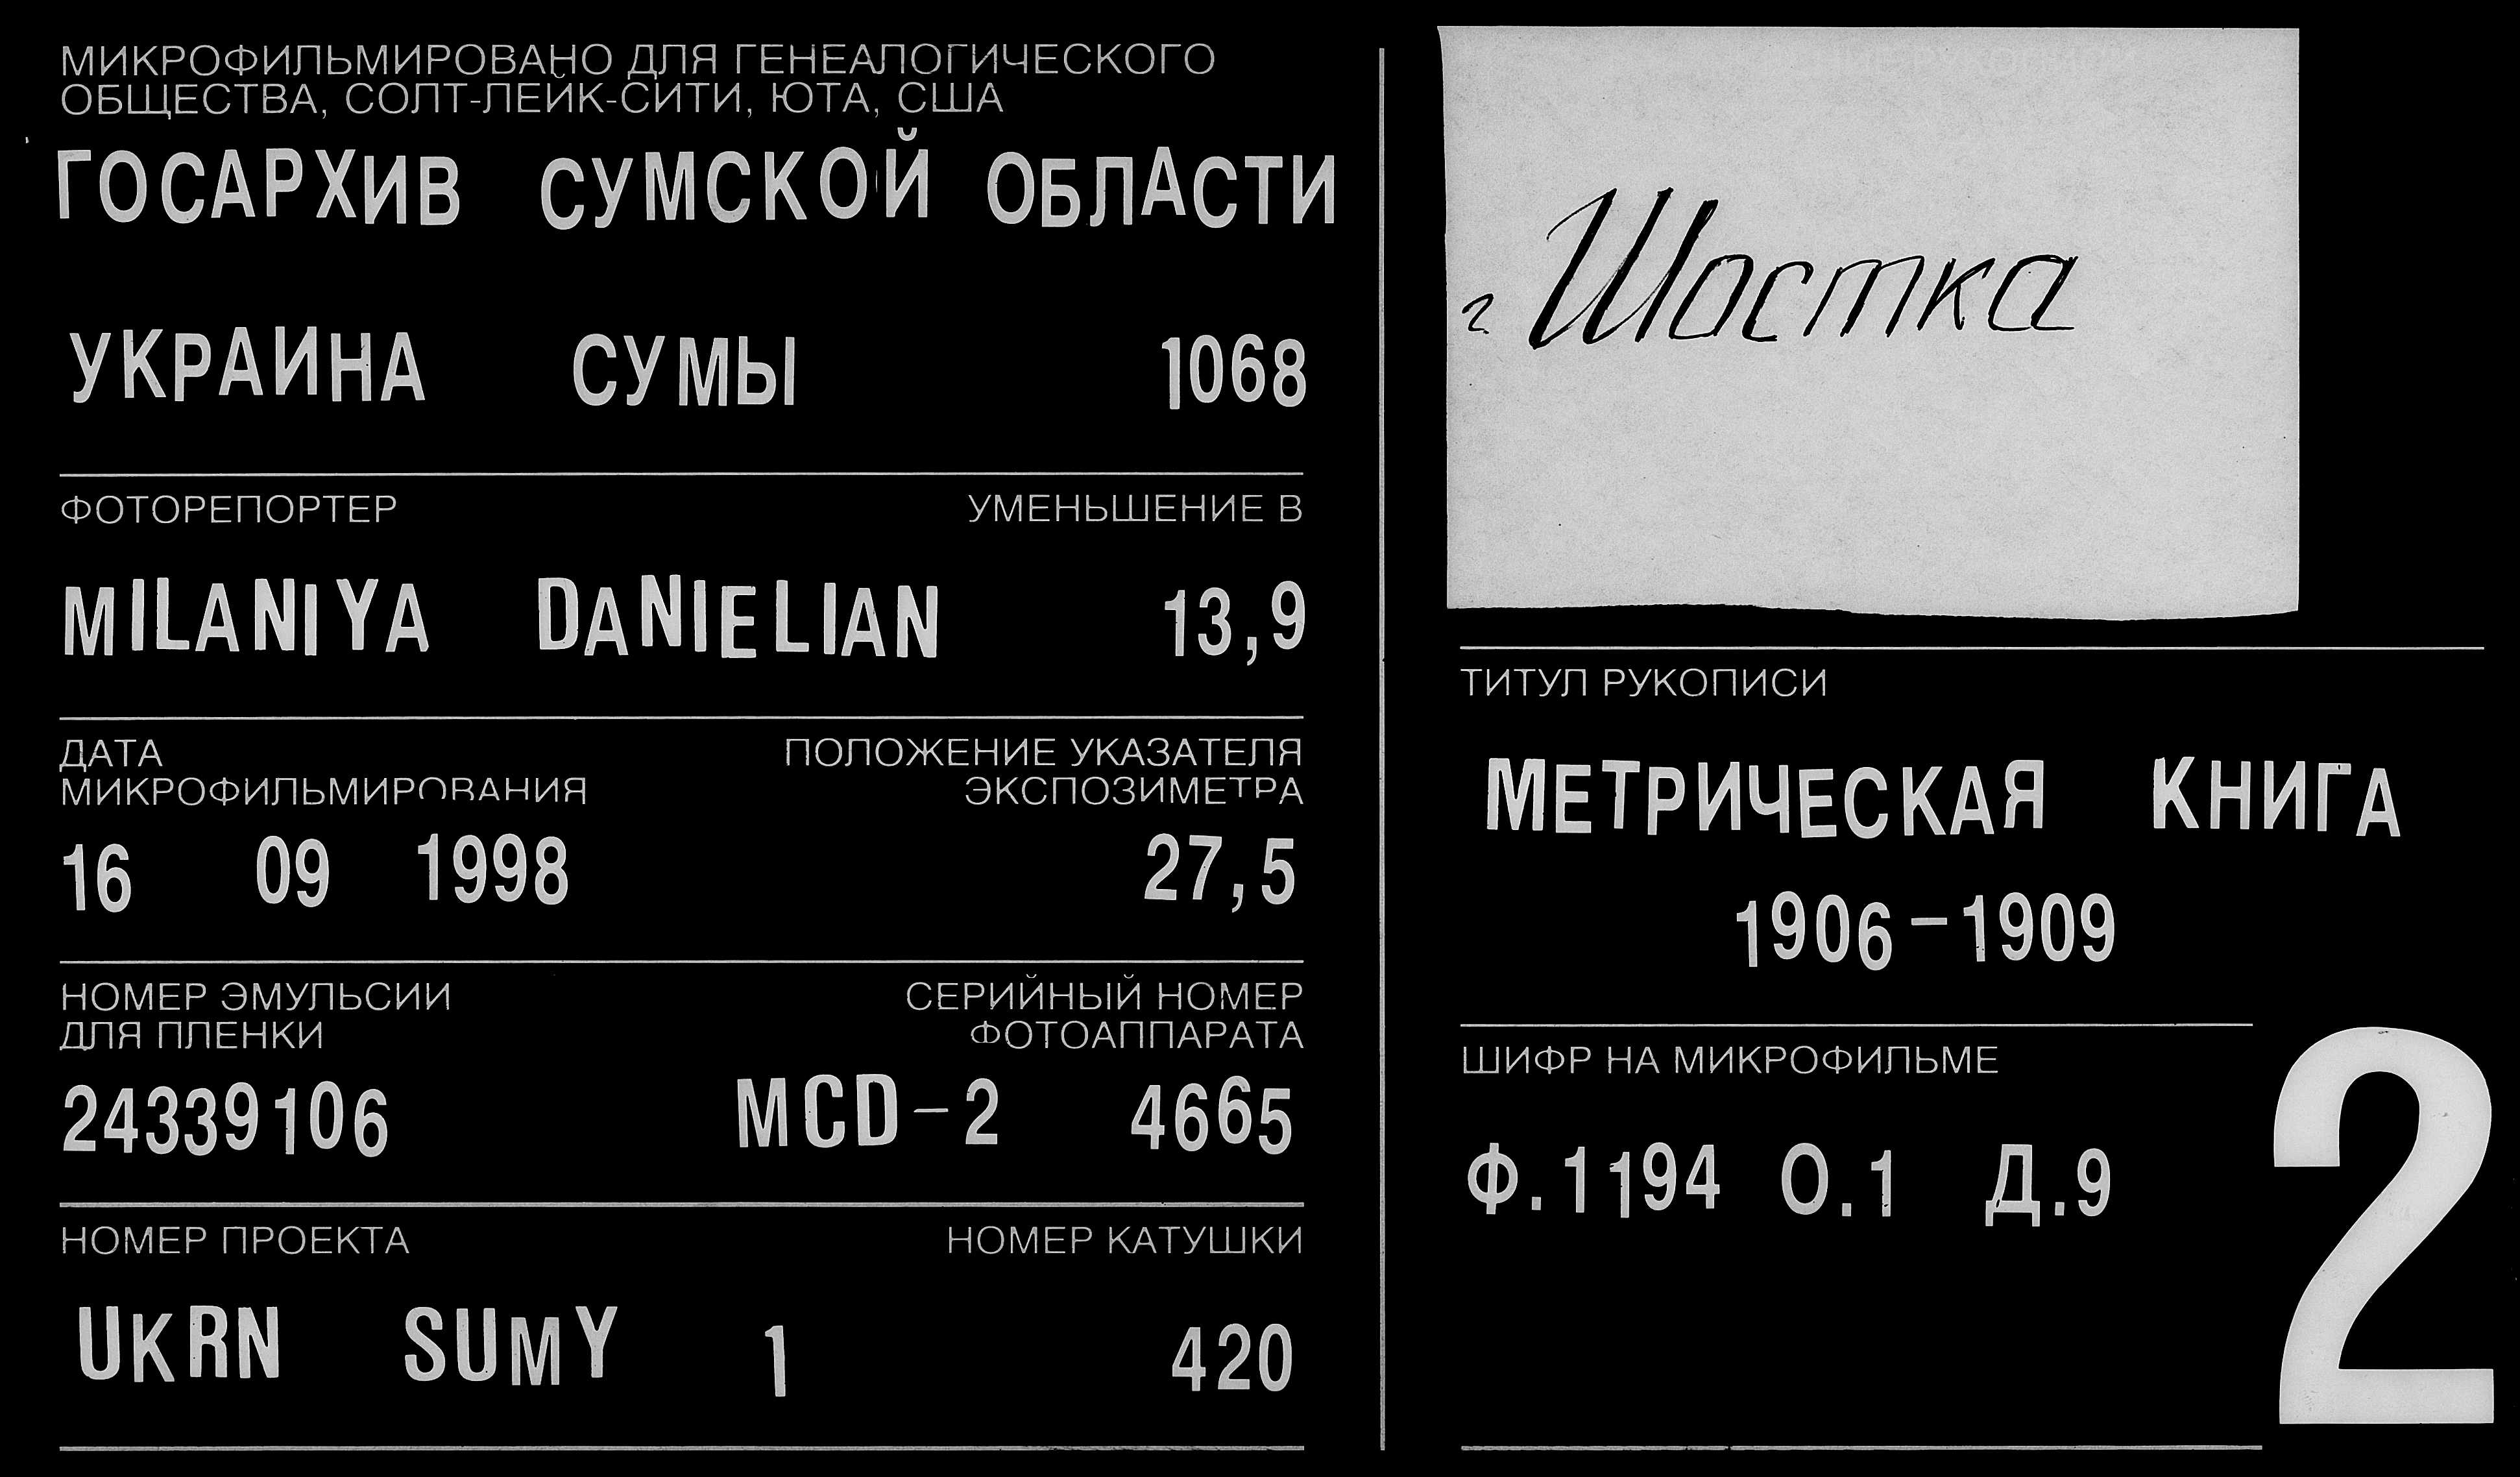 МИКРОФИЛЬМИРОВАНО ДЛЯ ГЕНЕАЛОГИЧЕСКОГО
ОБЩЕСТВА, СОЛТ-ЛЕЙК-СИТИ, ЮТА, США
ГОСАРХИВ СУМСКОЙ ОБЛАСТИ
УКРАИНА СУМЫ 1068
ФОТОРЕПОРТЕР УМЕНЬШЕНИЕ В
MILANIYA DANIELIAN 13,9
ДАТА ПОЛОЖЕНИЕ УКАЗАТЕЛЯ
МИКРОФИЛЬМИРОВАНИЯ ЭКСПОЗИМЕТРА
16 09 1998 27,5
НОМЕР ЭМУЛЬСИИ СЕРИЙНЫЙ НОМЕР
ДЛЯ ПЛЕНКИ ФОТОАППАРАТА
24339106 MCD-2 4665
НОМЕР ПРОЕКТА НОМЕР КАТУШКИ
UKRN SUMY 1 420
г Шостка
ТИТУЛ РУКОПИСИ
МЕТРИЧЕСКАЯ КНИГА
1906-1909
ШИФР НА МИКРОФИЛЬМЕ
Ф.1194 О.1 Д.9
2